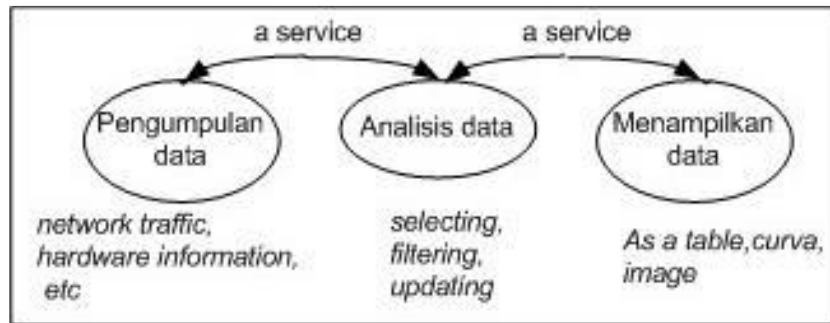 a service
a service
Pengumpulan
data
Analisis data
Menampilkan
data
network traffic,
hardware information,
etc
selecting,
filtering,
updating
As a table,curva,
image